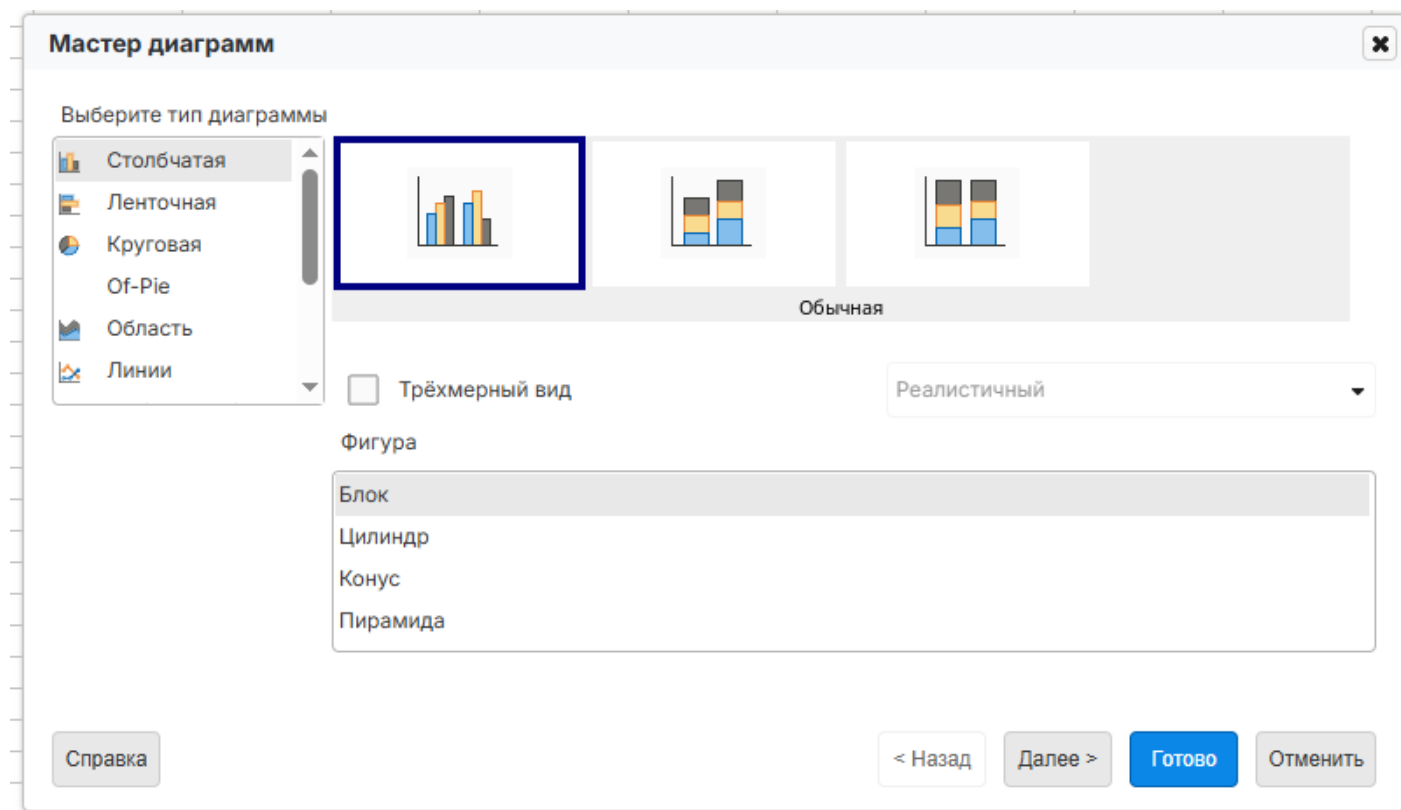 Мастер диаграмм
Выберите тип диаграммы
Столбчатая
Ленточная
Круговая
Of-Pie
Область
Линии
Обычная
Трёхмерный вид
Реалистичный
Фигура
Блок
Цилиндр
Конус
Пирамида
Справка
< Назад
Далее >
Готово
Отменить